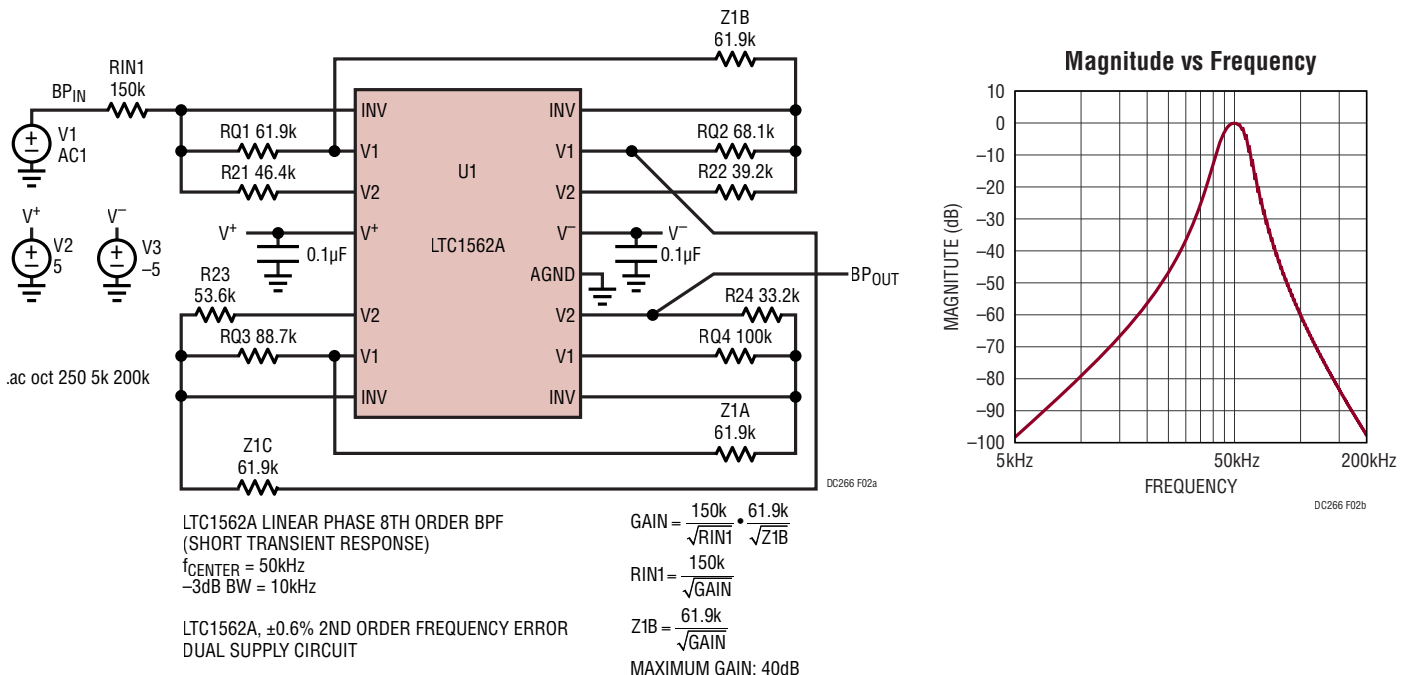 Z1B
61.9k
RIN1
150k
BPIN
V1
AC1
INV
RQ1 61.9k
V1
R21 46.4k
V2
U1
LTC1562A
INV
RQ2 68.1k
V1
R22 39.2k
V2
V+
V2
5
V–
V3
–5
V+
0.1µF
V+
V–
V–
0.1µF
AGND
BPOUT
R23
53.6k
V2
RQ3 88.7k
V1
INV
V2
R24 33.2k
V1
RQ4 100k
INV
.ac oct 250 5k 200k
Z1C
61.9k
Z1A
61.9k
DC266 F02a
LTC1562A LINEAR PHASE 8TH ORDER BPF
(SHORT TRANSIENT RESPONSE)
fCENTER = 50kHz
–3dB BW = 10kHz
LTC1562A, ±0.6% 2ND ORDER FREQUENCY ERROR
DUAL SUPPLY CIRCUIT
GAIN = 150k/√RIN1 • 61.9k/√Z1B
RIN1 = 150k/√GAIN
Z1B = 61.9k/√GAIN
MAXIMUM GAIN: 40dB
Magnitude vs Frequency
MAGNITUTE (dB)
10
0
–10
–20
–30
–40
–50
–60
–70
–80
–90
–100
5kHz
50kHz
200kHz
FREQUENCY
DC266 F02b